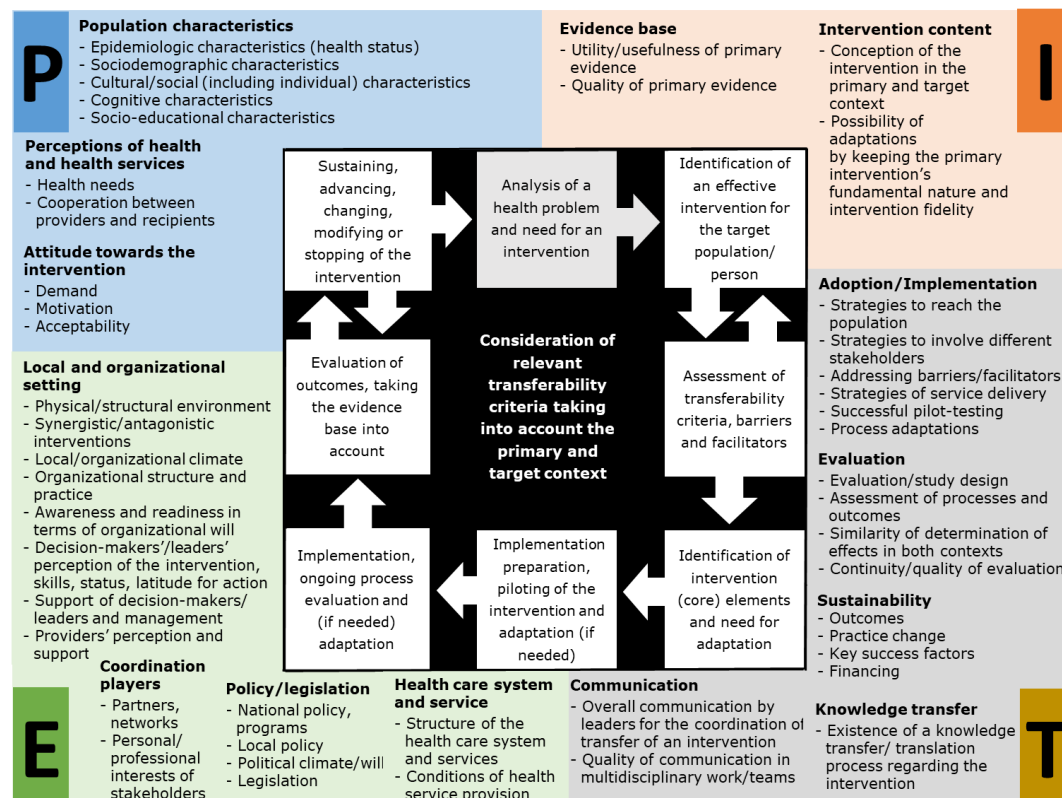 P
Population characteristics
- Epidemiologic characteristics (health status)
- Sociodemographic characteristics
- Cultural/social (including individual) characteristics
- Cognitive characteristics
- Socio-educational characteristics
Perceptions of health
and health services
- Health needs
- Cooperation between
providers and recipients
Attitude towards the
intervention
- Demand
- Motivation
- Acceptability
Evidence base
- Utility/usefulness of primary
evidence
- Quality of primary evidence
I
Intervention content
- Conception of the
intervention in the
primary and target
context
- Possibility of
adaptations
by keeping the primary
intervention's
fundamental nature and
intervention fidelity
Sustaining,
advancing,
changing,
modifying or
stopping of the
intervention
Analysis of a
health problem
and need for an
intervention
Identification of
an effective
intervention for
the target
population/
person
Evaluation of
outcomes, taking
the evidence
base into
account
Consideration of
relevant
transferability
criteria taking
into account the
primary and
target context
Assessment of
transferability
criteria, barriers
and facilitators
Implementation,
ongoing process
evaluation and
(if needed)
adaptation
Implementation
preparation,
piloting of the
intervention and
adaptation (if
needed)
Identification of
intervention
(core) elements
and need for
adaptation
Local and organizational
setting
- Physical/structural environment
- Synergistic/antagonistic
interventions
- Local/organizational climate
- Organizational structure and
practice
- Awareness and readiness in
terms of organizational will
- Decision-makers'/leaders'
perception of the intervention,
skills, status, latitude for action
- Support of decision-makers/
leaders and management
- Providers' perception and
support
E
Coordination
players
- Partners,
networks
- Personal/
professional
interests of
stakeholders
Policy/legislation
- National policy,
programs
- Local policy
- Political climate/will
- Legislation
Health care system
and service
- Structure of the
health care system
and services
- Conditions of health
service provision
Adoption/Implementation
- Strategies to reach the
population
- Strategies to involve different
stakeholders
- Addressing barriers/facilitators
- Strategies of service delivery
- Successful pilot-testing
- Process adaptations
Evaluation
- Evaluation/study design
- Assessment of processes and
outcomes
- Similarity of determination of
effects in both contexts
- Continuity/quality of evaluation
Sustainability
- Outcomes
- Practice change
- Key success factors
- Financing
Communication
- Overall communication by
leaders for the coordination of
transfer of an intervention
- Quality of communication in
multidisciplinary work/teams
Knowledge transfer
- Existence of a knowledge
transfer/ translation
process regarding the
intervention
T